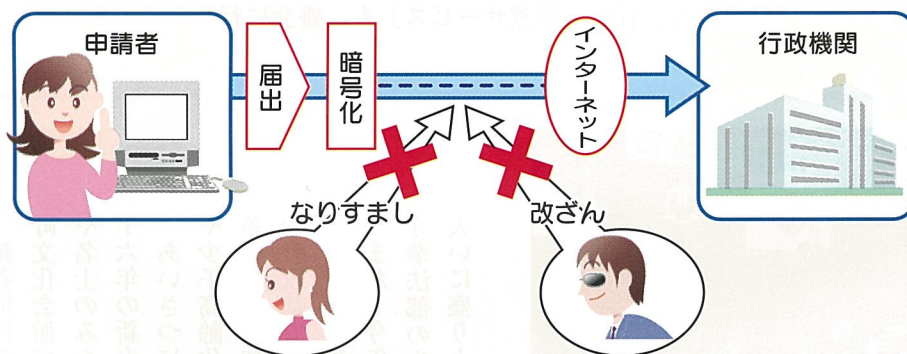 申請者
届出
暗号化
インターネット
行政機関
なりすまし
改ざん